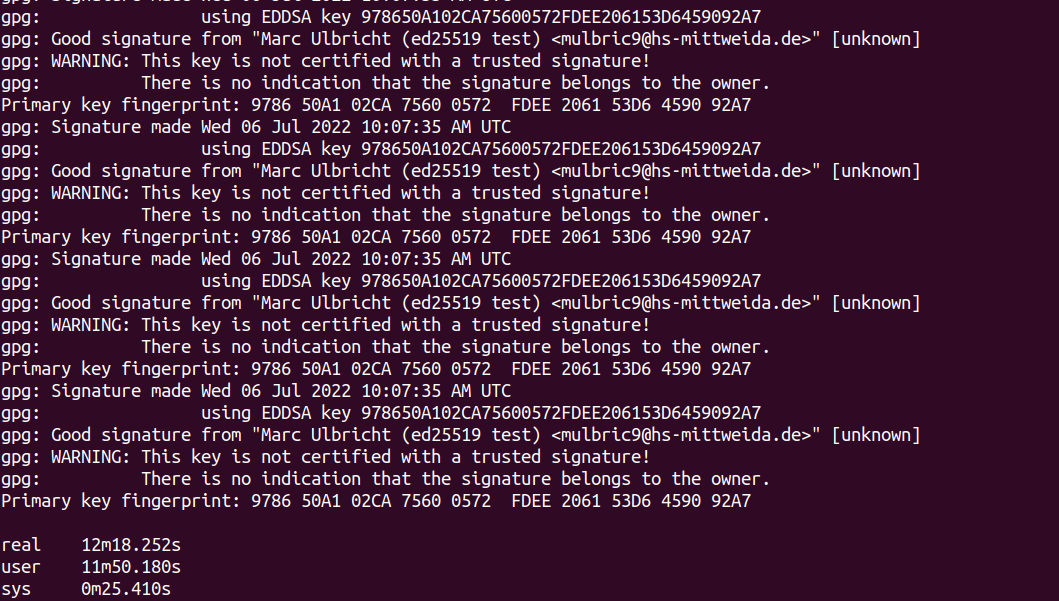 gpg: Signature made Wed 06 Jul 2022 10:07:35 AM UTC
gpg:                using EDDSA key 978650A102CA75600572FDEE206153D6459092A7
gpg: Good signature from "Marc Ulbricht (ed25519 test) <mulbric9@hs-mittweida.de>" [unknown]
gpg: WARNING: This key is not certified with a trusted signature!
gpg:          There is no indication that the signature belongs to the owner.
Primary key fingerprint: 9786 50A1 02CA 7560 0572  FDEE 2061 53D6 4590 92A7
gpg: Signature made Wed 06 Jul 2022 10:07:35 AM UTC
gpg:                using EDDSA key 978650A102CA75600572FDEE206153D6459092A7
gpg: Good signature from "Marc Ulbricht (ed25519 test) <mulbric9@hs-mittweida.de>" [unknown]
gpg: WARNING: This key is not certified with a trusted signature!
gpg:          There is no indication that the signature belongs to the owner.
Primary key fingerprint: 9786 50A1 02CA 7560 0572  FDEE 2061 53D6 4590 92A7
gpg: Signature made Wed 06 Jul 2022 10:07:35 AM UTC
gpg:                using EDDSA key 978650A102CA75600572FDEE206153D6459092A7
gpg: Good signature from "Marc Ulbricht (ed25519 test) <mulbric9@hs-mittweida.de>" [unknown]
gpg: WARNING: This key is not certified with a trusted signature!
gpg:          There is no indication that the signature belongs to the owner.
Primary key fingerprint: 9786 50A1 02CA 7560 0572  FDEE 2061 53D6 4590 92A7
gpg: Signature made Wed 06 Jul 2022 10:07:35 AM UTC
gpg:                using EDDSA key 978650A102CA75600572FDEE206153D6459092A7
gpg: Good signature from "Marc Ulbricht (ed25519 test) <mulbric9@hs-mittweida.de>" [unknown]
gpg: WARNING: This key is not certified with a trusted signature!
gpg:          There is no indication that the signature belongs to the owner.
Primary key fingerprint: 9786 50A1 02CA 7560 0572  FDEE 2061 53D6 4590 92A7

real    12m18.252s
user    11m50.180s
sys     0m25.410s